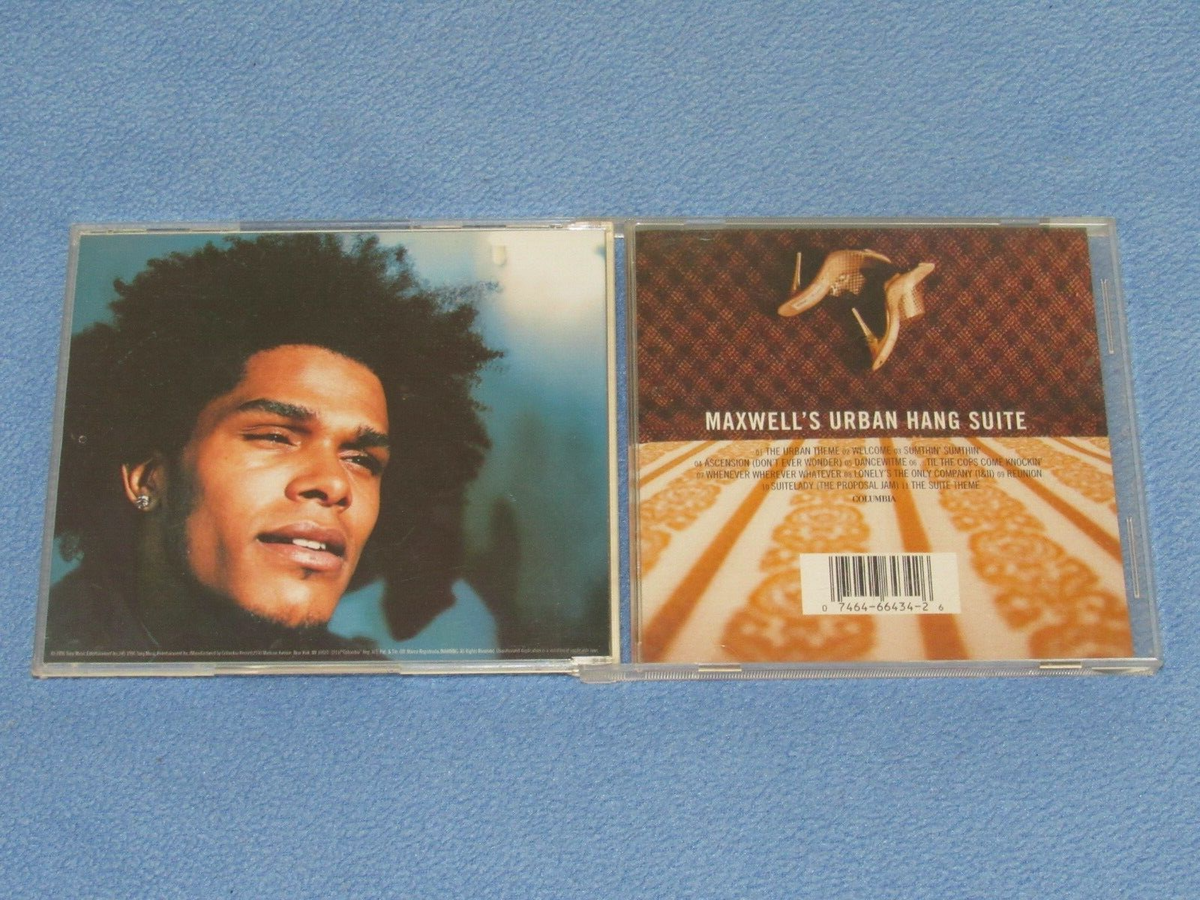 MAXWELL'S URBAN HANG SUITE
01 THE URBAN THEME 02 WELCOME 03 SUMTHIN' SUMTHIN'
04 ASCENSION (DON'T EVER WONDER) 05 DANCEWITME 06 ...TIL THE COPS COME KNOCKIN'
07 WHENEVER WHEREVER WHATEVER 08 LONELY'S THE ONLY COMPANY (I&II) 09 REUNION
10 SUITELADY (THE PROPOSAL JAM) 11 THE SUITE THEME
COLUMBIA
0 7464-66434-2 6